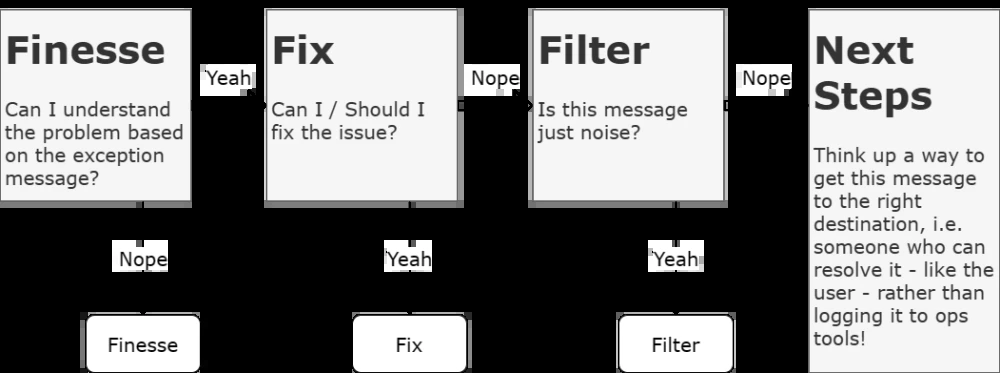 Finesse
Can I understand
the problem based
on the exception
message?
Yeah
Nope
Finesse
Fix
Can I / Should I
fix the issue?
Nope
Yeah
Fix
Filter
Is this message
just noise?
Nope
Yeah
Filter
Next
Steps
Think up a way to
get this message
to the right
destination, i.e.
someone who can
resolve it - like the
user - rather than
logging it to ops
tools!